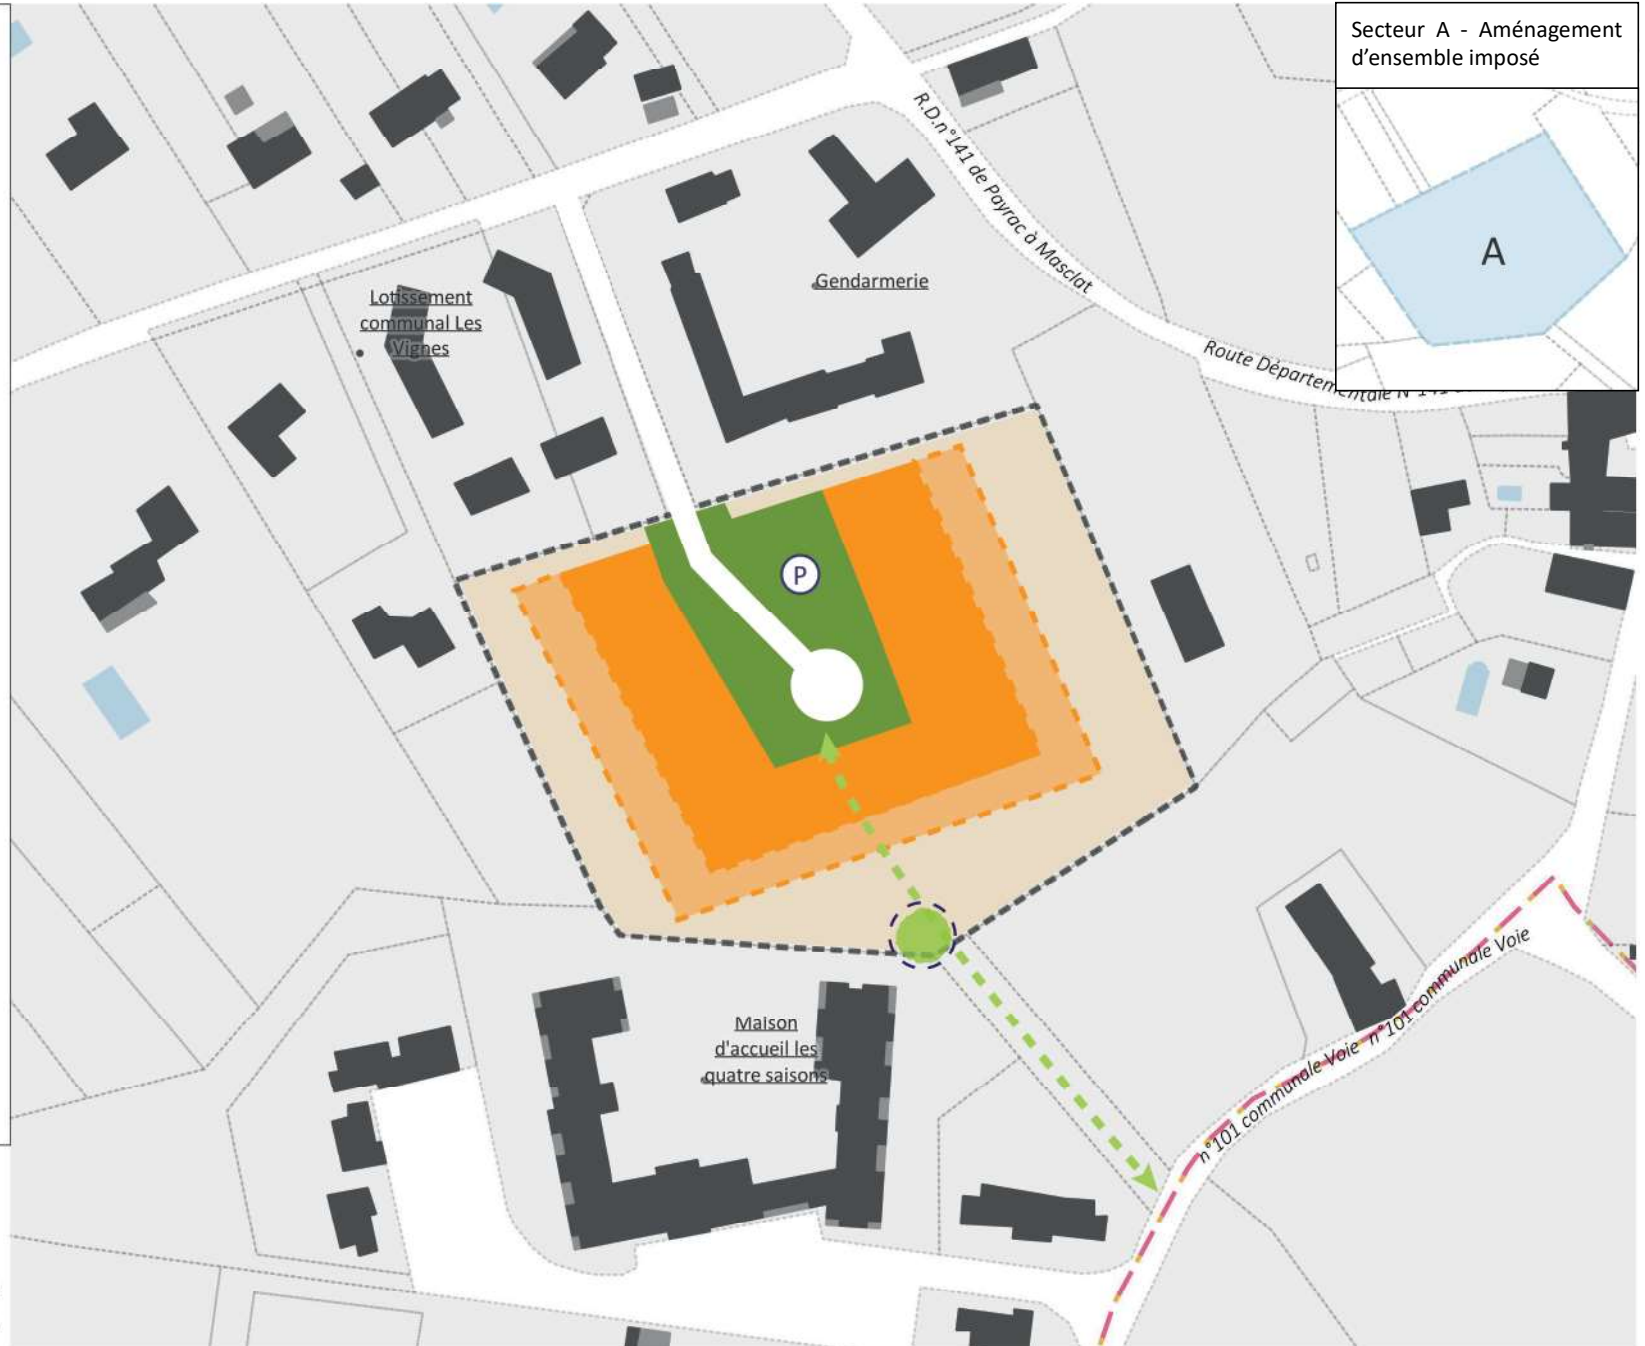 Secteur A - Aménagement
d'ensemble imposé
A
R.D.n°141 de Payrac à Masclat
Gendarmerie
Lotissement
communal Les
Vignes
Route Départementale N°141
P
Maison
d'accueil les
quatre saisons
n°101 communale Voie
n°101 communale Voie